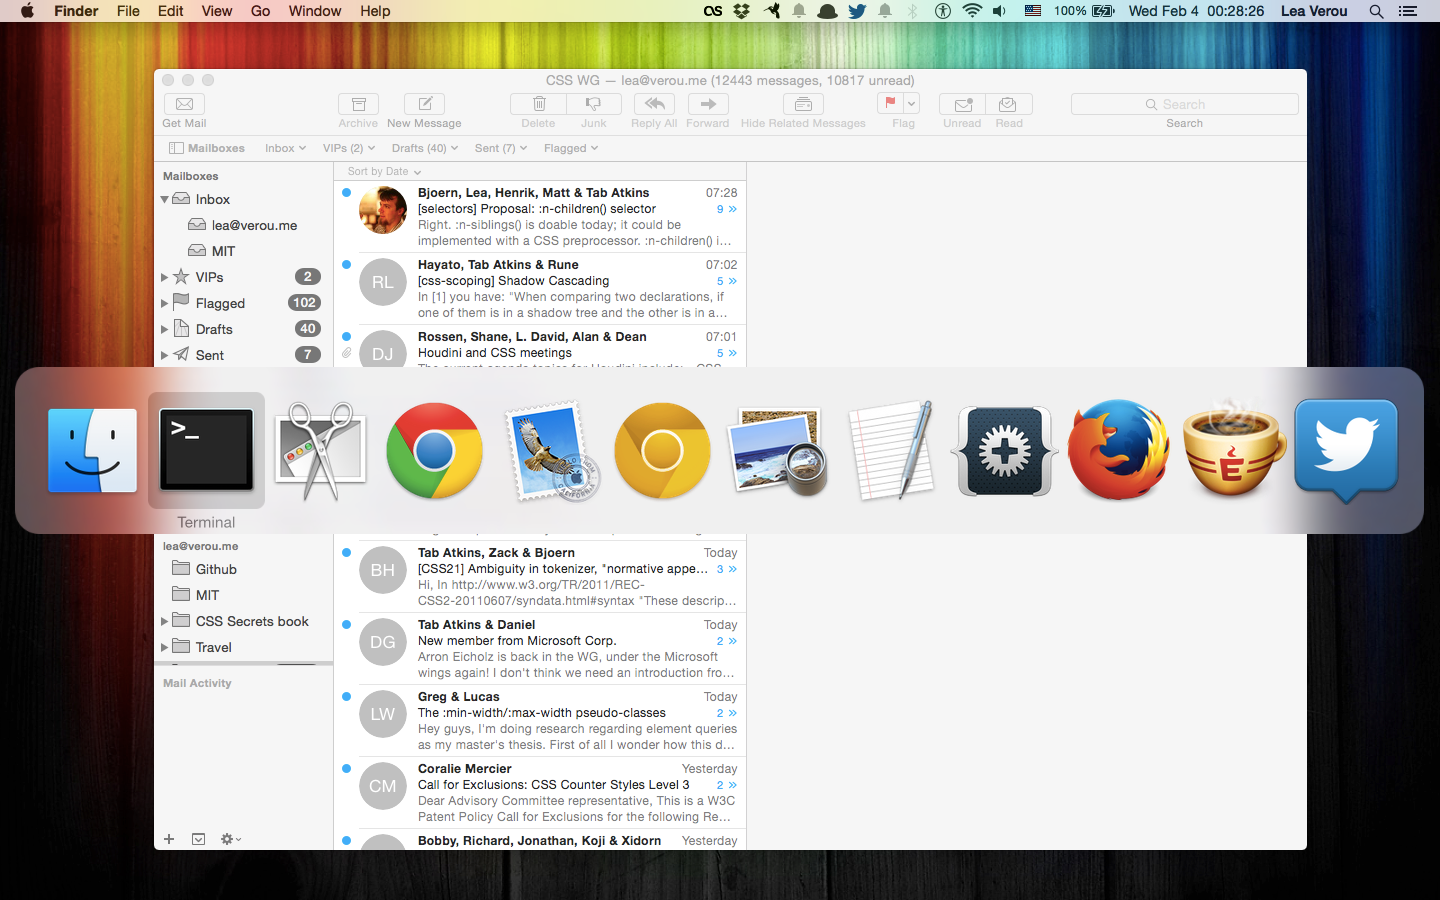 Finder File Edit View Go Window Help 100% Wed Feb 4 00:28:26 Lea Verou
CSS WG — lea@verou.me (12443 messages, 10817 unread)
Search
Get Mail Archive New Message Delete Junk Reply All Forward Hide Related Messages Flag Unread Read Search
Mailboxes Inbox VIPs (2) Drafts (40) Sent (7) Flagged
Mailboxes
Inbox
lea@verou.me
MIT
VIPs 2
Flagged 102
Drafts 40
Sent 7
Sort by Date
Bjoern, Lea, Henrik, Matt & Tab Atkins 07:28
[selectors] Proposal: :n-children() selector 9 »
Right. :n-siblings() is doable today; it could be
implemented with a CSS preprocessor. :n-children() i…
RL
Hayato, Tab Atkins & Rune 07:02
[css-scoping] Shadow Cascading 5 »
In [1] you have: "When comparing two declarations, if
one of them is in a shadow tree and the other is in a…
DJ
Rossen, Shane, L. David, Alan & Dean 07:01
Houdini and CSS meetings 5 »
>_
Terminal
lea@verou.me
Github
MIT
CSS Secrets book
Travel
Mail Activity
BH
Tab Atkins, Zack & Bjoern Today
[CSS21] Ambiguity in tokenizer, "normative appe… 3 »
Hi, In http://www.w3.org/TR/2011/REC-
CSS2-20110607/syndata.html#syntax "These descrip…
DG
Tab Atkins & Daniel Today
New member from Microsoft Corp. 2 »
Arron Eicholz is back in the WG, under the Microsoft
wings again! I don't think we need an introduction fro…
LW
Greg & Lucas Today
The :min-width/:max-width pseudo-classes 2 »
Hey guys, I'm doing research regarding element queries
as my master's thesis. First of all I wonder how this d…
CM
Coralie Mercier Yesterday
Call for Exclusions: CSS Counter Styles Level 3 2 »
Dear Advisory Committee representative, This is a W3C
Patent Policy Call for Exclusions for the following Re…
Bobby, Richard, Jonathan, Koji & Xidorn Yesterday